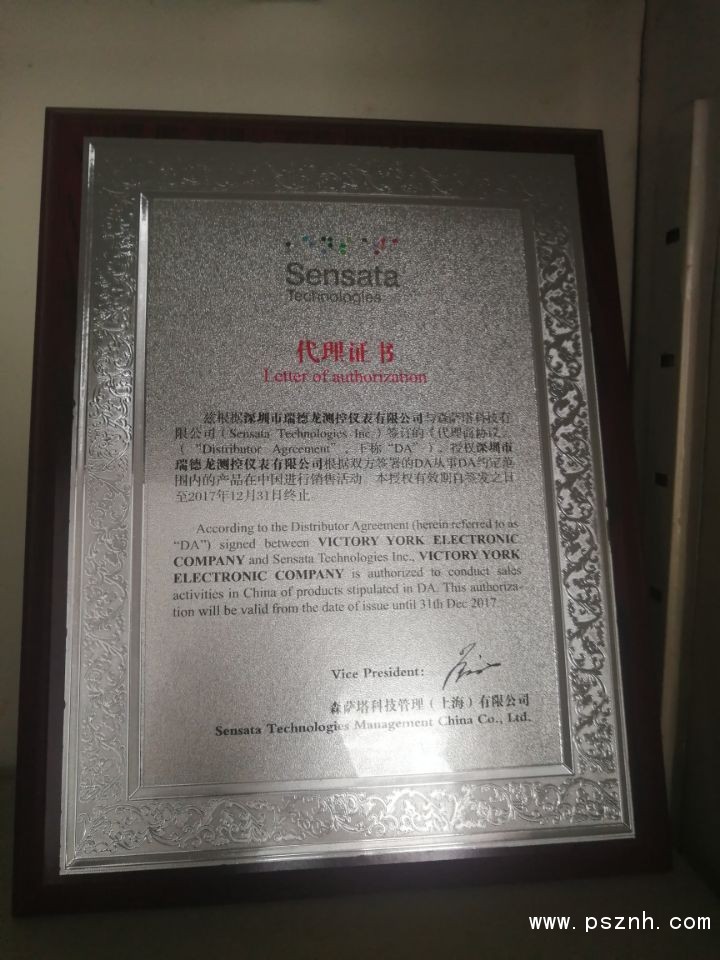 Sensata
Technologies
代理证书
Letter of authorization
兹根据深圳市瑞德龙测控仪表有限公司与森萨塔科技有
限公司（Sensata Technologies Inc.）签订的《代理商协议》
（“Distributor Agreement”，下称“DA”），授权深圳市
瑞德龙测控仪表有限公司根据双方签署的DA从事DA约定范
围内的产品在中国进行销售活动。本授权有效期自签发之日
至2017年12月31日终止。
According to the Distributor Agreement (herein referred to as
“DA”) signed between VICTORY YORK ELECTRONIC
COMPANY and Sensata Technologies Inc., VICTORY YORK
ELECTRONIC COMPANY is authorized to conduct sales
activities in China of products stipulated in DA. This authoriza-
tion will be valid from the date of issue until 31th Dec 2017
Vice President:
森萨塔科技管理（上海）有限公司
Sensata Technologies Management China Co., Ltd.
www.psznh.com